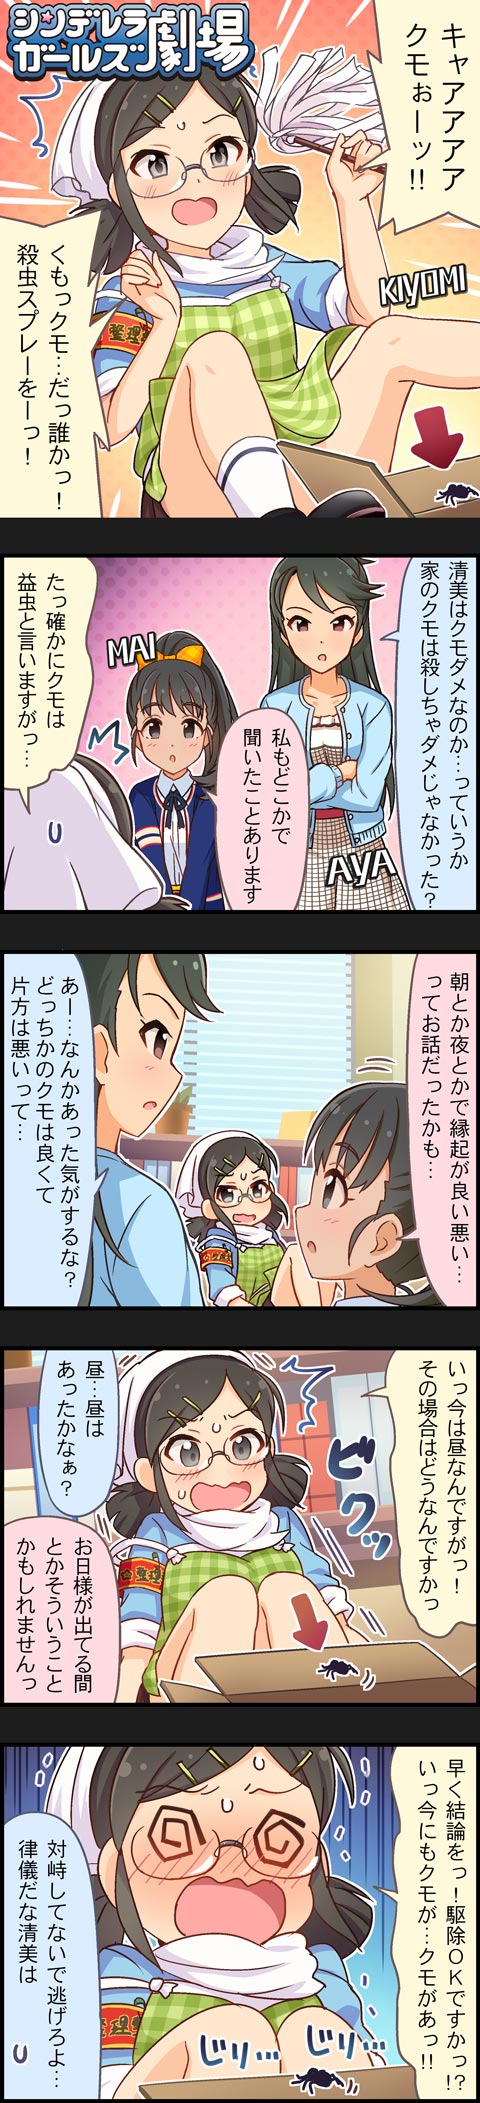 シンデレラ
ガールズ劇場
キャアアアア
クモぉーッ!!
KIYOMI
くもっクモ…だっ誰かっ!
殺虫スプレーをーっ!
整理
清美はクモダメなのか…っていうか
家のクモは殺しちゃダメじゃなかった?
MAI
AYA
私もどこかで
聞いたことあります
たっ確かにクモは
益虫と言いますがっ…
朝とか夜とかで縁起が良い悪い…
ってお話だったかも…
あー…なんかあった気がするな?
どっちかのクモは良くて
片方は悪いって…
いっ今は昼なんですがっ!
その場合はどうなんですかっ
ビクッ
昼…昼は
あったかなぁ?
整理
お日様が出てる間
とかそういうこと
かもしれませんっ
早く結論をっ!駆除OKですかっ!?
いっ今にもクモが…クモがあっ!!
対峙してないで逃げろよ…
律儀だな清美は
整理整
じり…
じり…